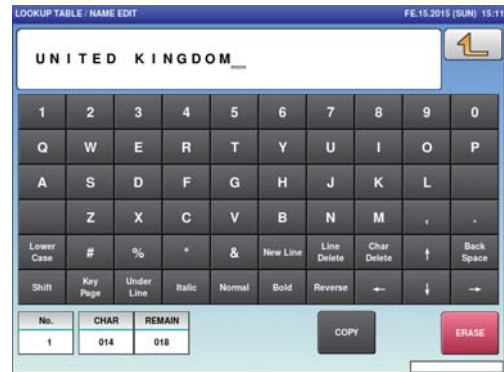 LOOKUP TABLE / NAME EDIT FE.15.2015 (SUN) 15:11
UNITED KINGDOM_
1 2 3 4 5 6 7 8 9 0
Q W E R T Y U I O P
A S D F G H J K L
Z X C V B N M , .
Lower Case # % * & New Line Line Delete Char Delete ↑ Back Space
Shift Key Page Under Line Italic Normal Bold Reverse ← ↓ →
No. CHAR REMAIN
1 014 018
COPY ERASE